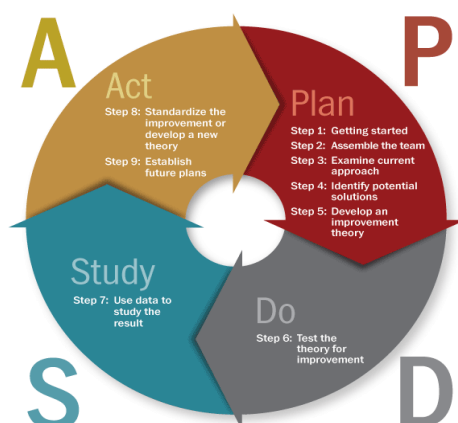 A
P
Act
Step 8: Standardize the
improvement or
develop a new
theory
Step 9: Establish
future plans
Plan
Step 1: Getting started
Step 2: Assemble the team
Step 3: Examine current
approach
Step 4: Identify potential
solutions
Step 5: Develop an
improvement
theory
Study
Step 7: Use data to
study the
result
Do
Step 6: Test the
theory for
improvement
S
D